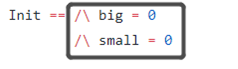 Init == /\ big = 0
/\ small = 0